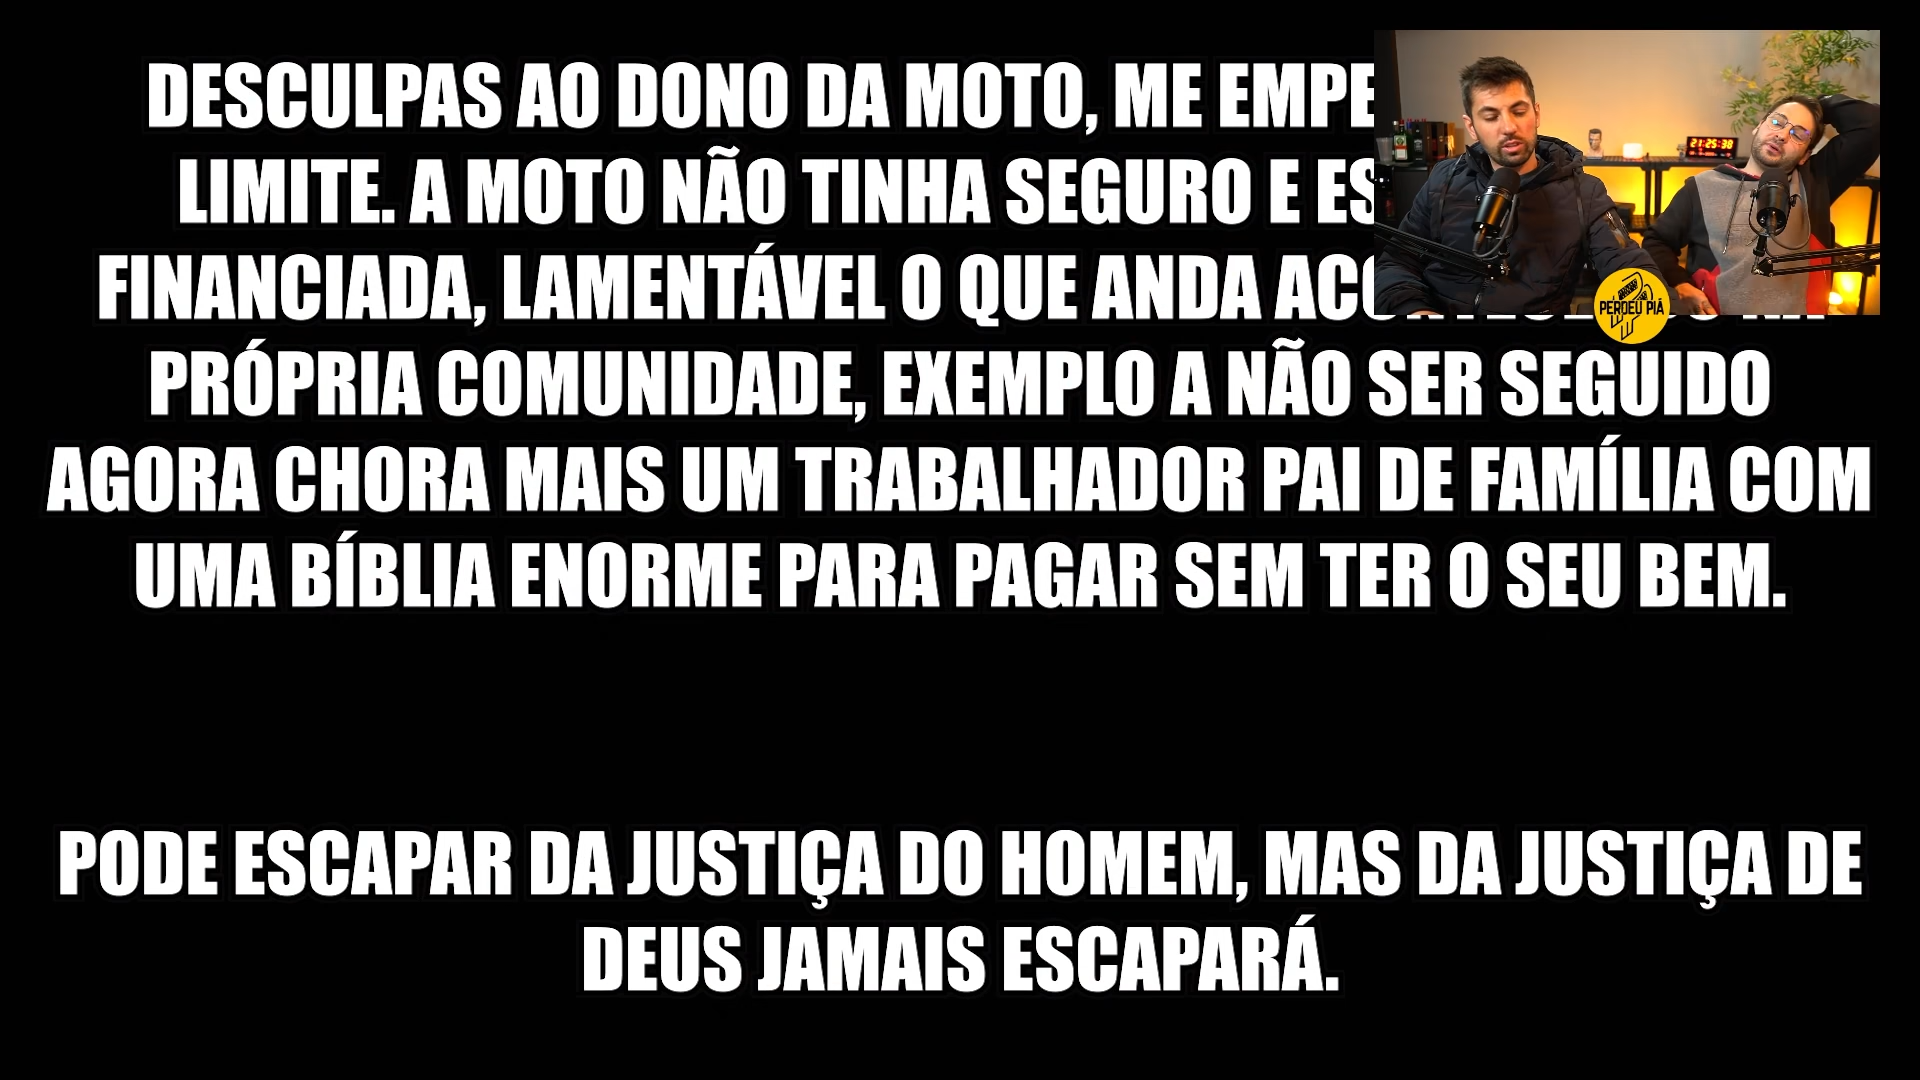 DESCULPAS AO DONO DA MOTO, ME
LIMITE. A MOTO NÃO TINHA SEGURO E
FINANCIADA, LAMENTÁVEL O QUE ANDA
PRÓPRIA COMUNIDADE, EXEMPLO A NÃO SER SEGUIDO
AGORA CHORA MAIS UM TRABALHADOR PAI DE FAMÍLIA COM
UMA BÍBLIA ENORME PARA PAGAR SEM TER O SEU BEM.
PODE ESCAPAR DA JUSTIÇA DO HOMEM, MAS DA JUSTIÇA DE
DEUS JAMAIS ESCAPARÁ.
21:25:38
PERDEU PIÁ